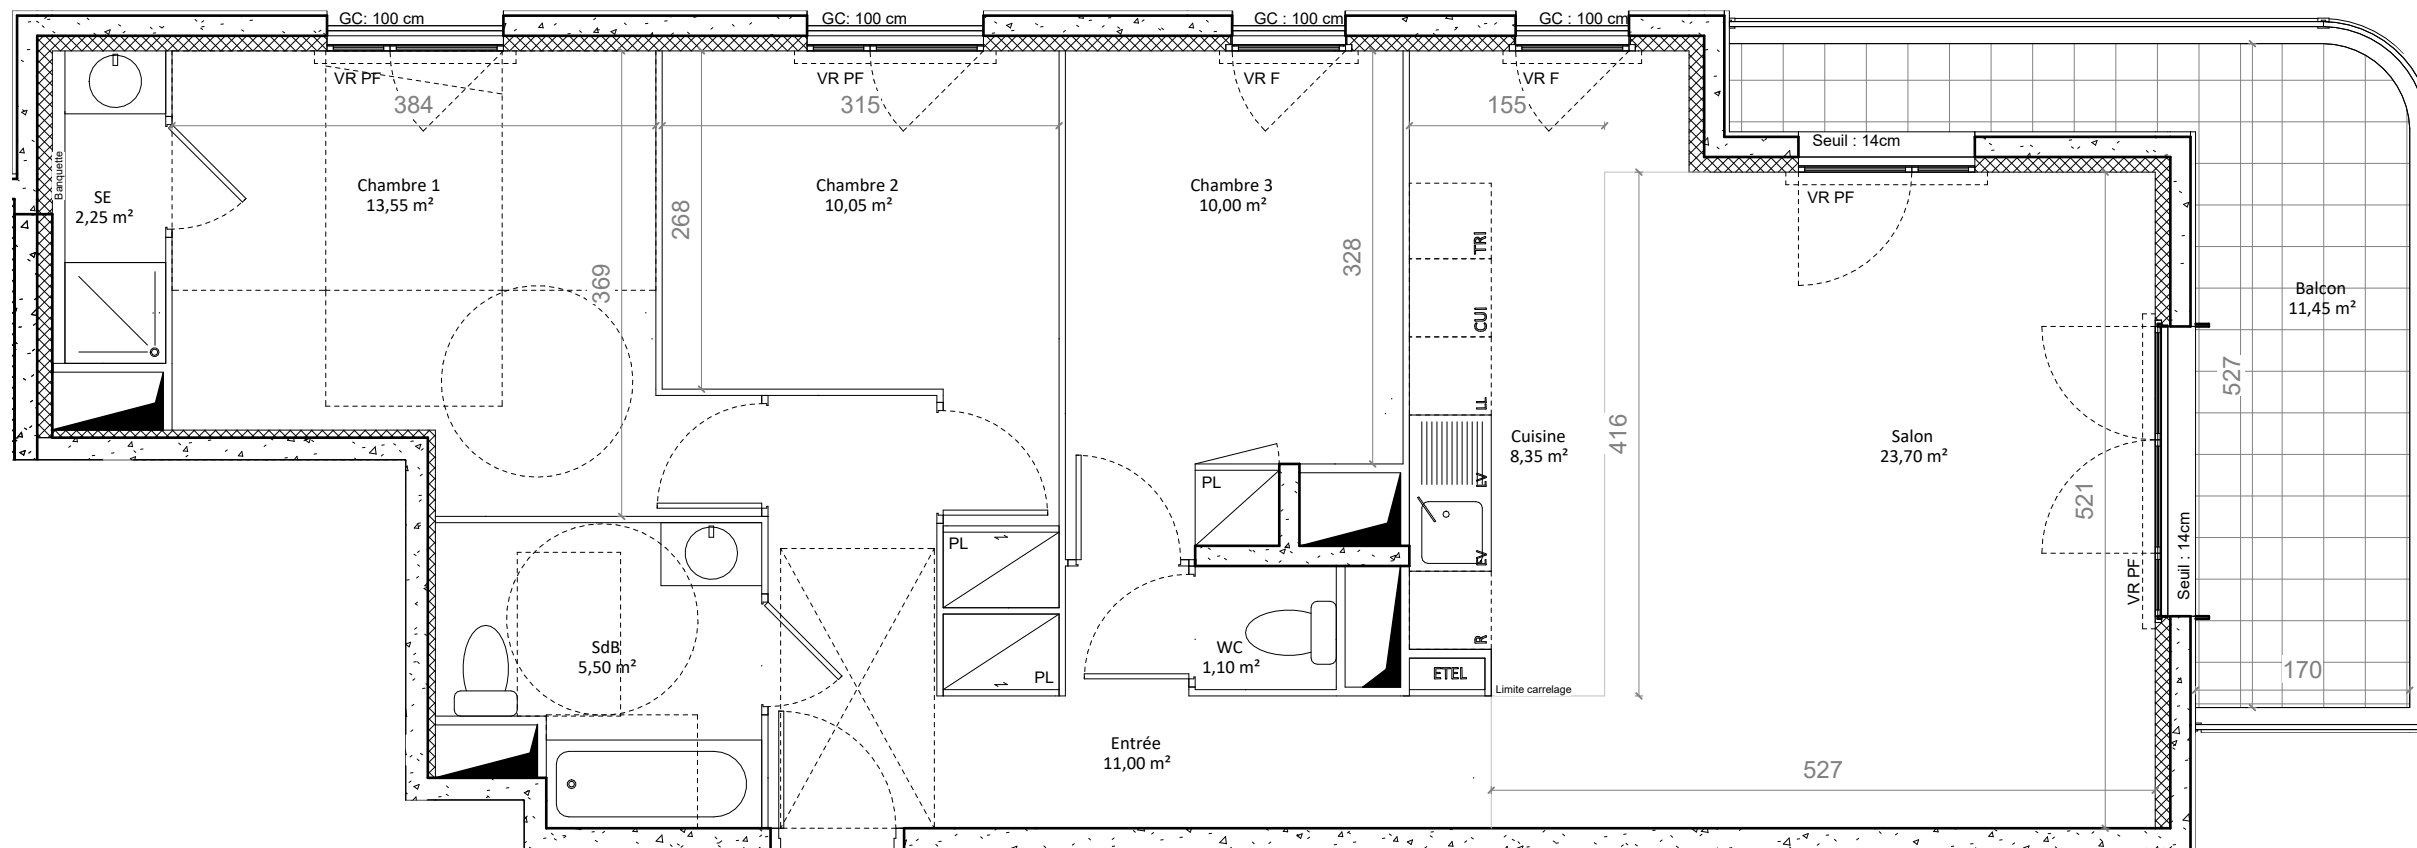 GC: 100 cm
GC: 100 cm
GC : 100 cm
GC : 100 cm
VR PF
384
VR PF
315
VR F
VR F
155
Seuil : 14cm
Banquette
SE
2,25 m²
Chambre 1
13,55 m²
Chambre 2
10,05 m²
Chambre 3
10,00 m²
VR PF
268
369
328
TRI
CUI
LL
LV
EV
R
ETEL
Balcon
11,45 m²
527
416
Cuisine
8,35 m²
Salon
23,70 m²
521
PL
PL
PL
VR PF
Seuil : 14cm
SdB
5,50 m²
WC
1,10 m²
Limite carrelage
170
Entrée
11,00 m²
527